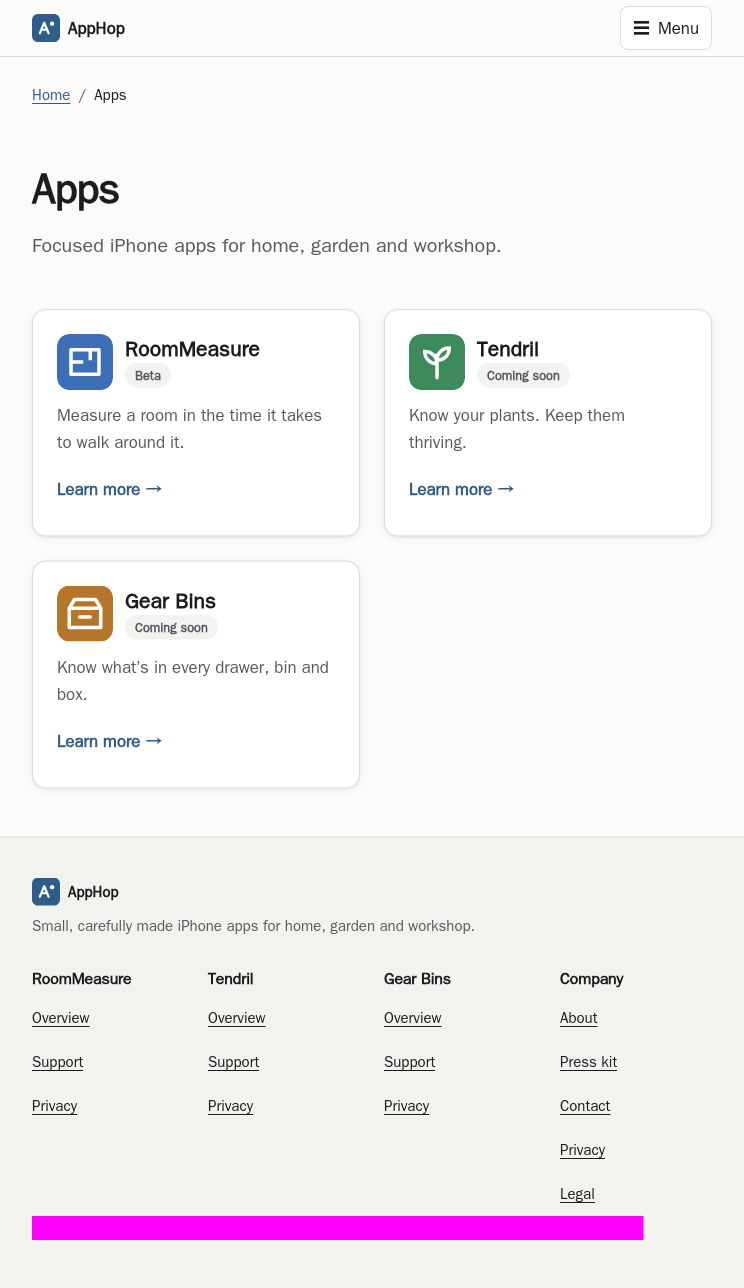 AppHop
Menu
Home / Apps
Apps
Focused iPhone apps for home, garden and workshop.
RoomMeasure
Beta
Measure a room in the time it takes
to walk around it.
Learn more →
Tendril
Coming soon
Know your plants. Keep them
thriving.
Learn more →
Gear Bins
Coming soon
Know what's in every drawer, bin and
box.
Learn more →
AppHop
Small, carefully made iPhone apps for home, garden and workshop.
RoomMeasure
Overview
Support
Privacy
Tendril
Overview
Support
Privacy
Gear Bins
Overview
Support
Privacy
Company
About
Press kit
Contact
Privacy
Legal